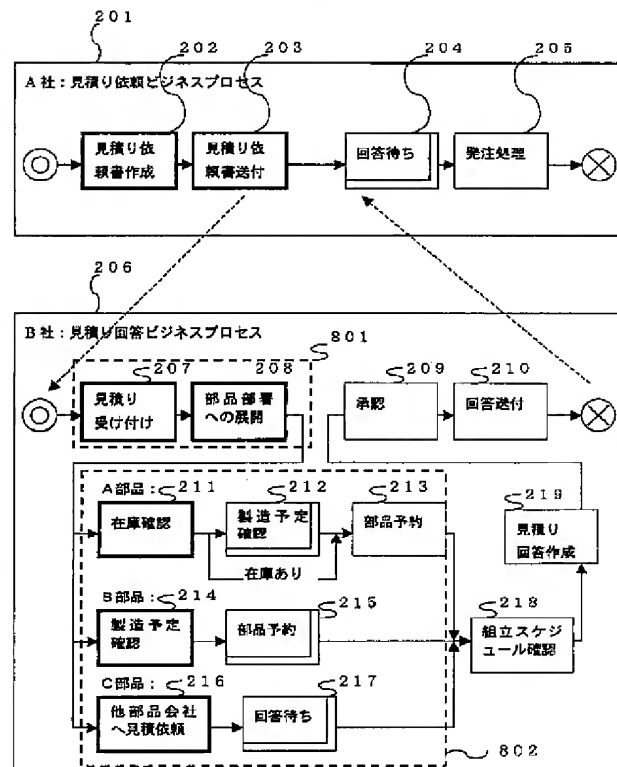 201
202
203
204
205
A社：見積り依頼ビジネスプロセス
見積り依
頼書作成
見積り依
頼書送付
回答待ち
発注処理
206
B社：見積り回答ビジネスプロセス
801
207
208
209
210
見積り
受け付け
部品部署
への展開
承認
回答送付
A部品：
211
212
213
219
在庫確認
製造予定
確認
部品予約
見積り
回答作成
在庫あり
B部品：
214
215
218
製造予定
確認
部品予約
組立スケジ
ュール確認
C部品：
216
217
他部品会社
へ見積依頼
回答待ち
802